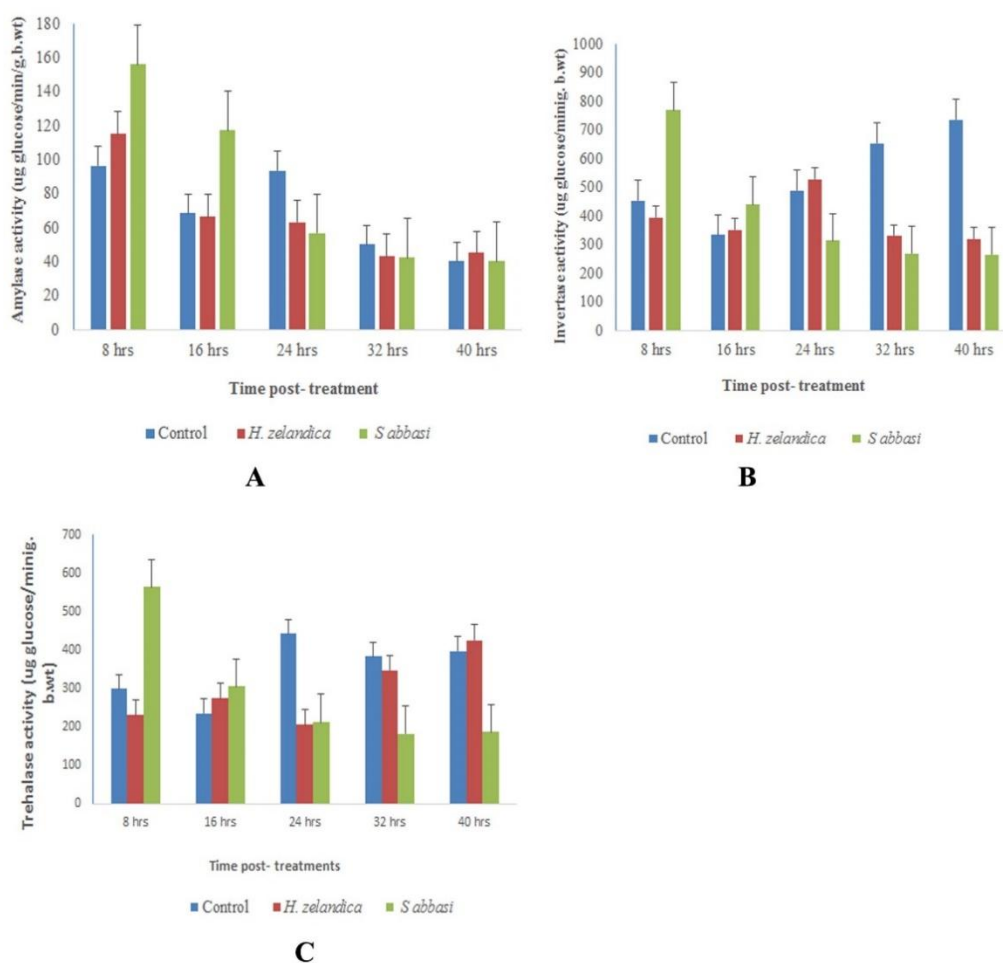 Amylase activity (ug glucose/min/g.b.wt)
180
160
140
120
100
80
60
40
20
0
8 hrs 16 hrs 24 hrs 32 hrs 40 hrs
Time post- treatment
Control H. zelandica S abbasi
A
Invertase activity (ug glucose/minig. b.wt)
1000
900
800
700
600
500
400
300
200
100
0
8 hrs 16 hrs 24 hrs 32 hrs 40 hrs
Time post-treatment
Control H. zelandica S abbasi
B
Trehalase activity (ug glucose/minig.
b.wt)
700
600
500
400
300
200
100
0
8 hrs 16 hrs 24 hrs 32 hrs 40 hrs
Time post- treatments
Control H. zelandica S abbasi
C